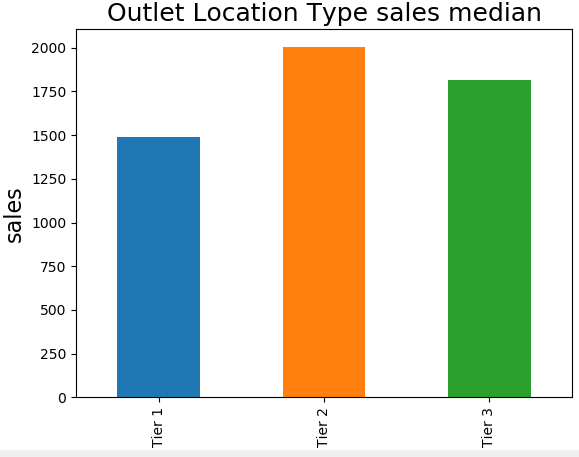 Outlet Location Type sales median
sales
2000
1750
1500
1250
1000
750
500
250
0
Tier 1
Tier 2
Tier 3